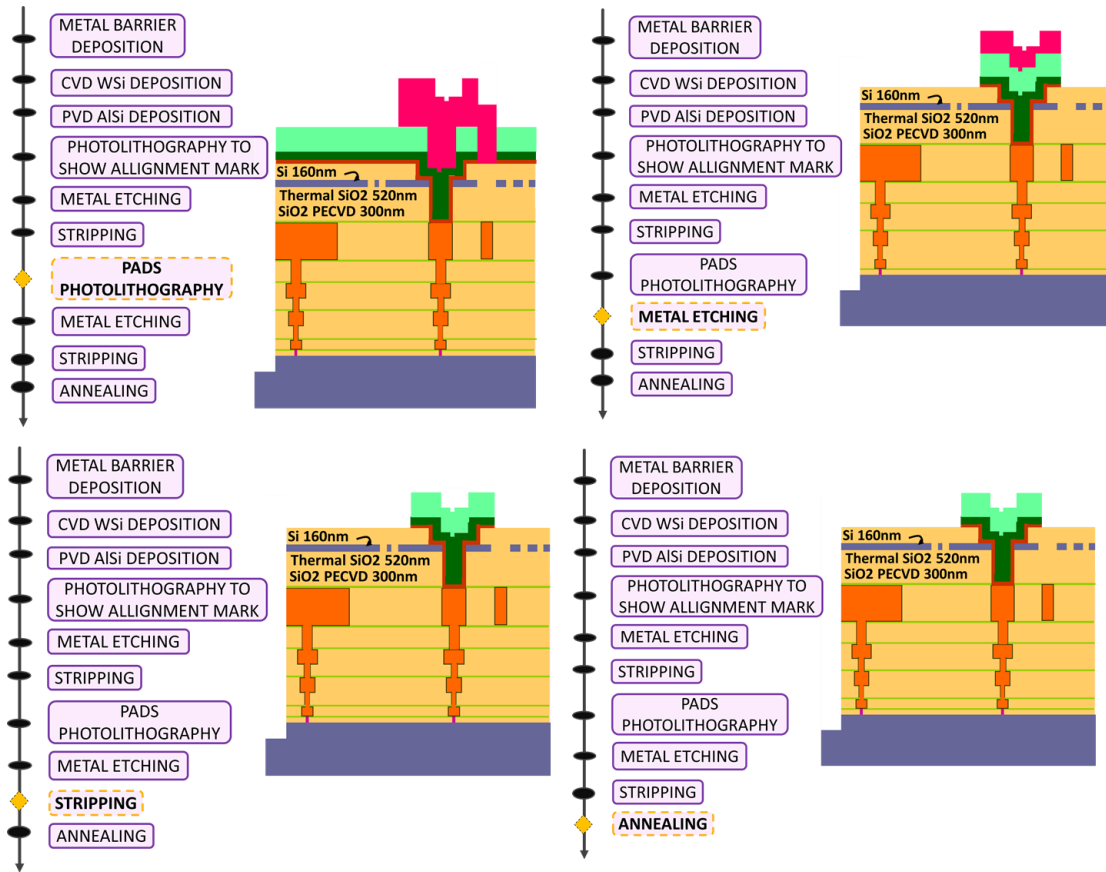 METAL BARRIER
DEPOSITION
CVD WSi DEPOSITION
PVD AlSi DEPOSITION
PHOTOLITHOGRAPHY TO
SHOW ALLIGNMENT MARK
METAL ETCHING
STRIPPING
PADS
PHOTOLITHOGRAPHY
METAL ETCHING
STRIPPING
ANNEALING
Si 160nm
Thermal SiO2 520nm
SiO2 PECVD 300nm
METAL BARRIER
DEPOSITION
CVD WSi DEPOSITION
PVD AlSi DEPOSITION
PHOTOLITHOGRAPHY TO
SHOW ALLIGNMENT MARK
METAL ETCHING
STRIPPING
PADS
PHOTOLITHOGRAPHY
METAL ETCHING
STRIPPING
ANNEALING
Si 160nm
Thermal SiO2 520nm
SiO2 PECVD 300nm
METAL BARRIER
DEPOSITION
CVD WSi DEPOSITION
PVD AlSi DEPOSITION
PHOTOLITHOGRAPHY TO
SHOW ALLIGNMENT MARK
METAL ETCHING
STRIPPING
PADS
PHOTOLITHOGRAPHY
METAL ETCHING
STRIPPING
ANNEALING
Si 160nm
Thermal SiO2 520nm
SiO2 PECVD 300nm
METAL BARRIER
DEPOSITION
CVD WSi DEPOSITION
PVD AlSi DEPOSITION
PHOTOLITHOGRAPHY TO
SHOW ALLIGNMENT MARK
METAL ETCHING
STRIPPING
PADS
PHOTOLITHOGRAPHY
METAL ETCHING
STRIPPING
ANNEALING
Si 160nm
Thermal SiO2 520nm
SiO2 PECVD 300nm